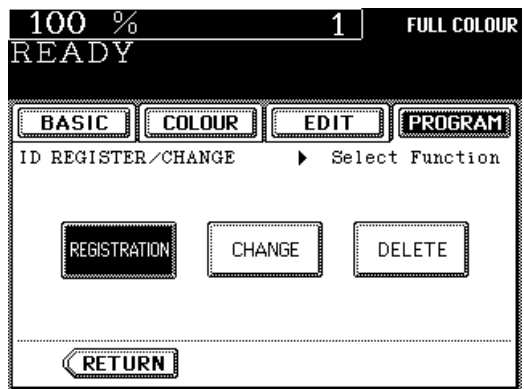 100 % 1 FULL COLOUR
READY
BASIC COLOUR EDIT PROGRAM
ID REGISTER/CHANGE ▶ Select Function
REGISTRATION CHANGE DELETE
RETURN